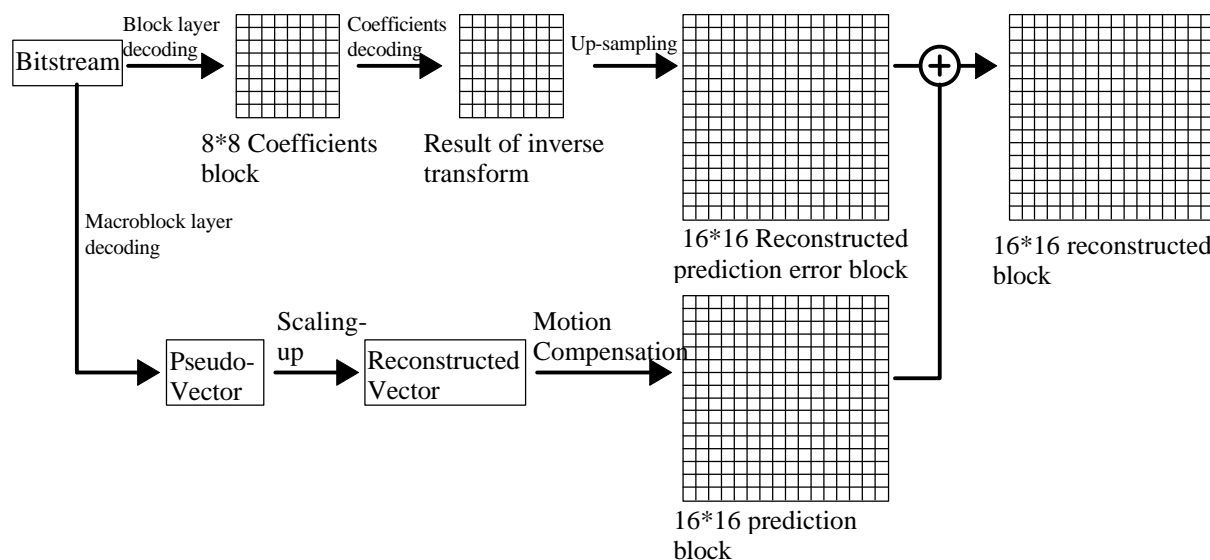 Block layer
decoding
Bitstream
Coefficients
decoding
Up-sampling
8*8 Coefficients
block
Result of inverse
transform
16*16 Reconstructed
prediction error block
16*16 reconstructed
block
Macroblock layer
decoding
Pseudo-
Vector
Scaling-
up
Reconstructed
Vector
Motion
Compensation
16*16 prediction
block